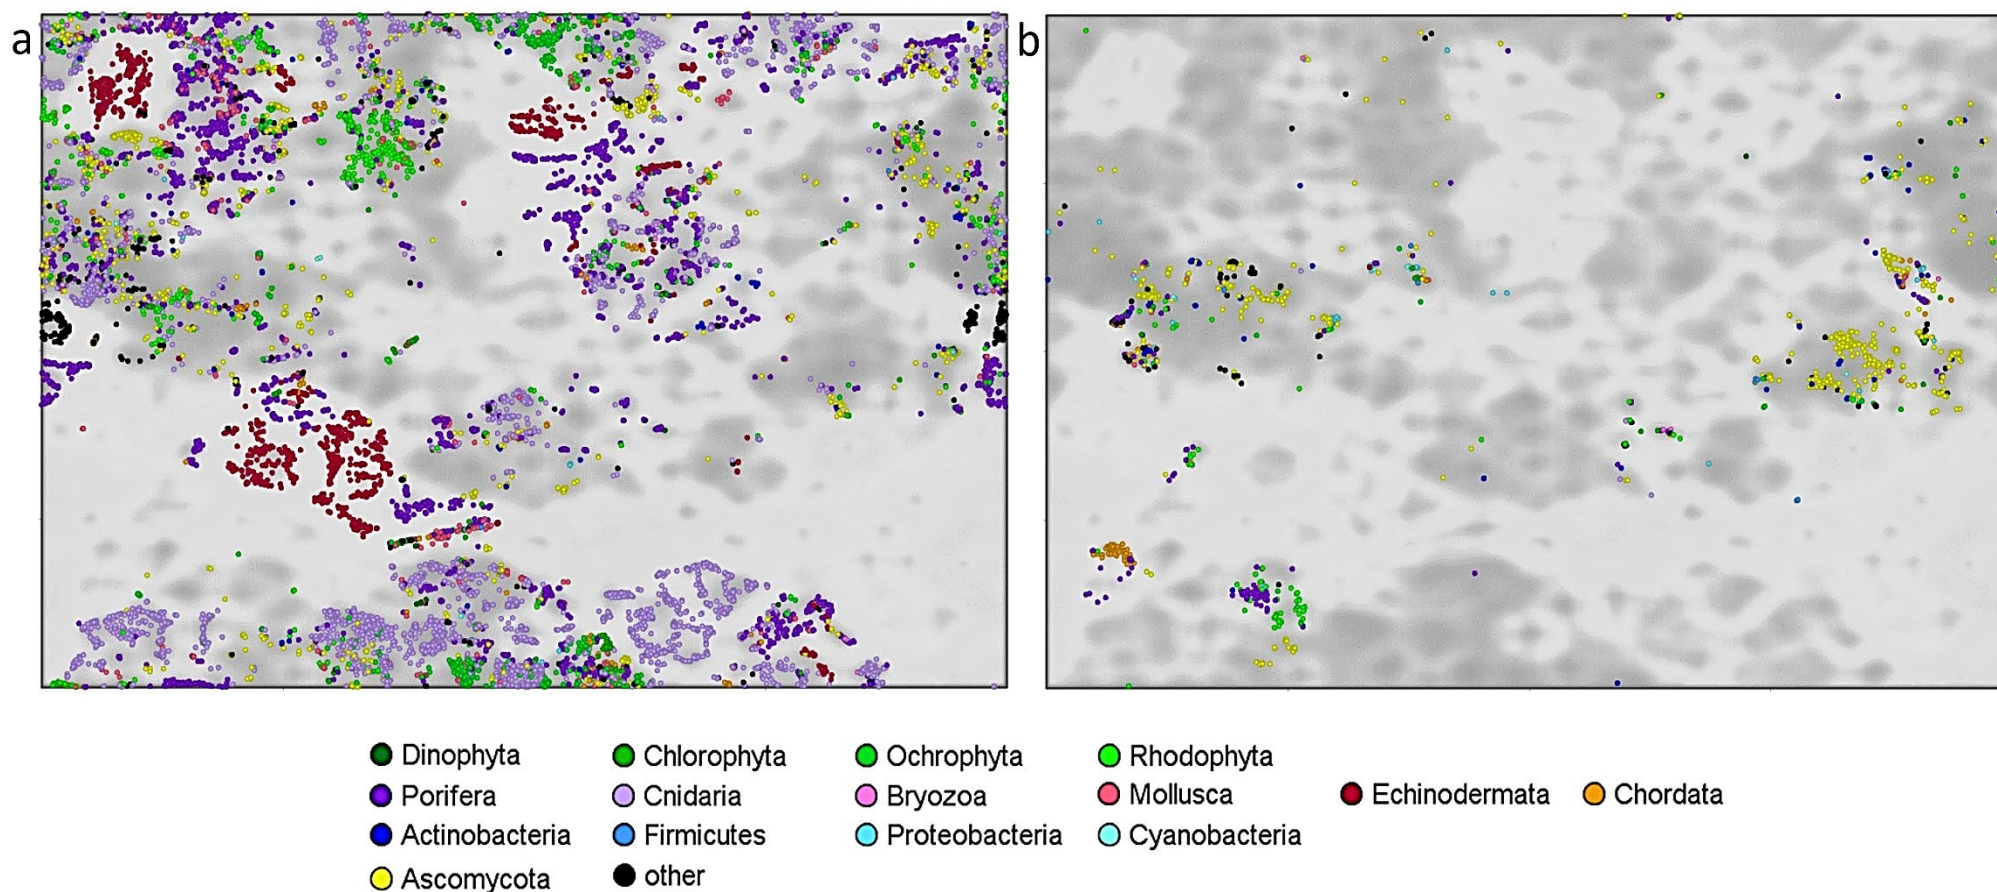 a b
Dinophyta Chlorophyta Ochrophyta Rhodophyta
Porifera Cnidaria Bryozoa Mollusca Echinodermata Chordata
Actinobacteria Firmicutes Proteobacteria Cyanobacteria
Ascomycota other